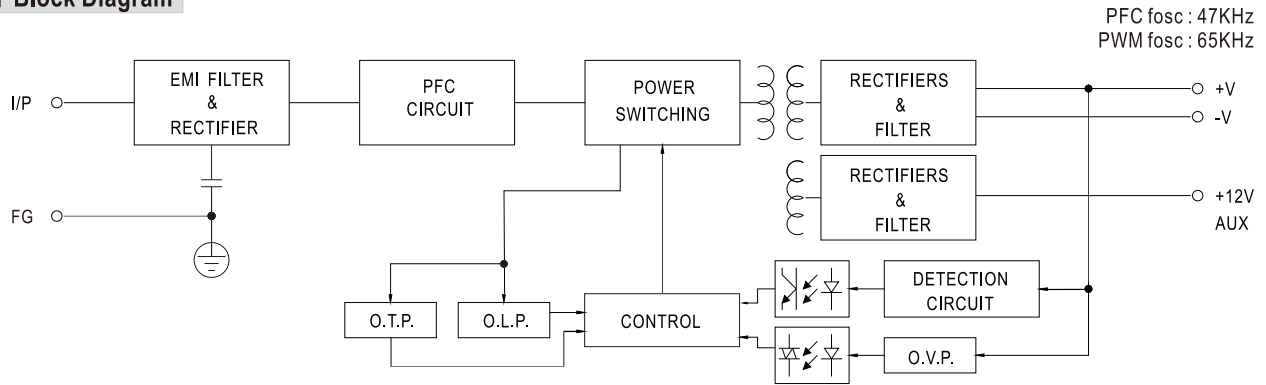 Block Diagram
PFC fosc : 47KHz
PWM fosc : 65KHz
I/P
EMI FILTER
&
RECTIFIER
PFC
CIRCUIT
POWER
SWITCHING
RECTIFIERS
&
FILTER
+V
-V
RECTIFIERS
&
FILTER
+12V
AUX
FG
O.T.P.
O.L.P.
CONTROL
DETECTION
CIRCUIT
O.V.P.